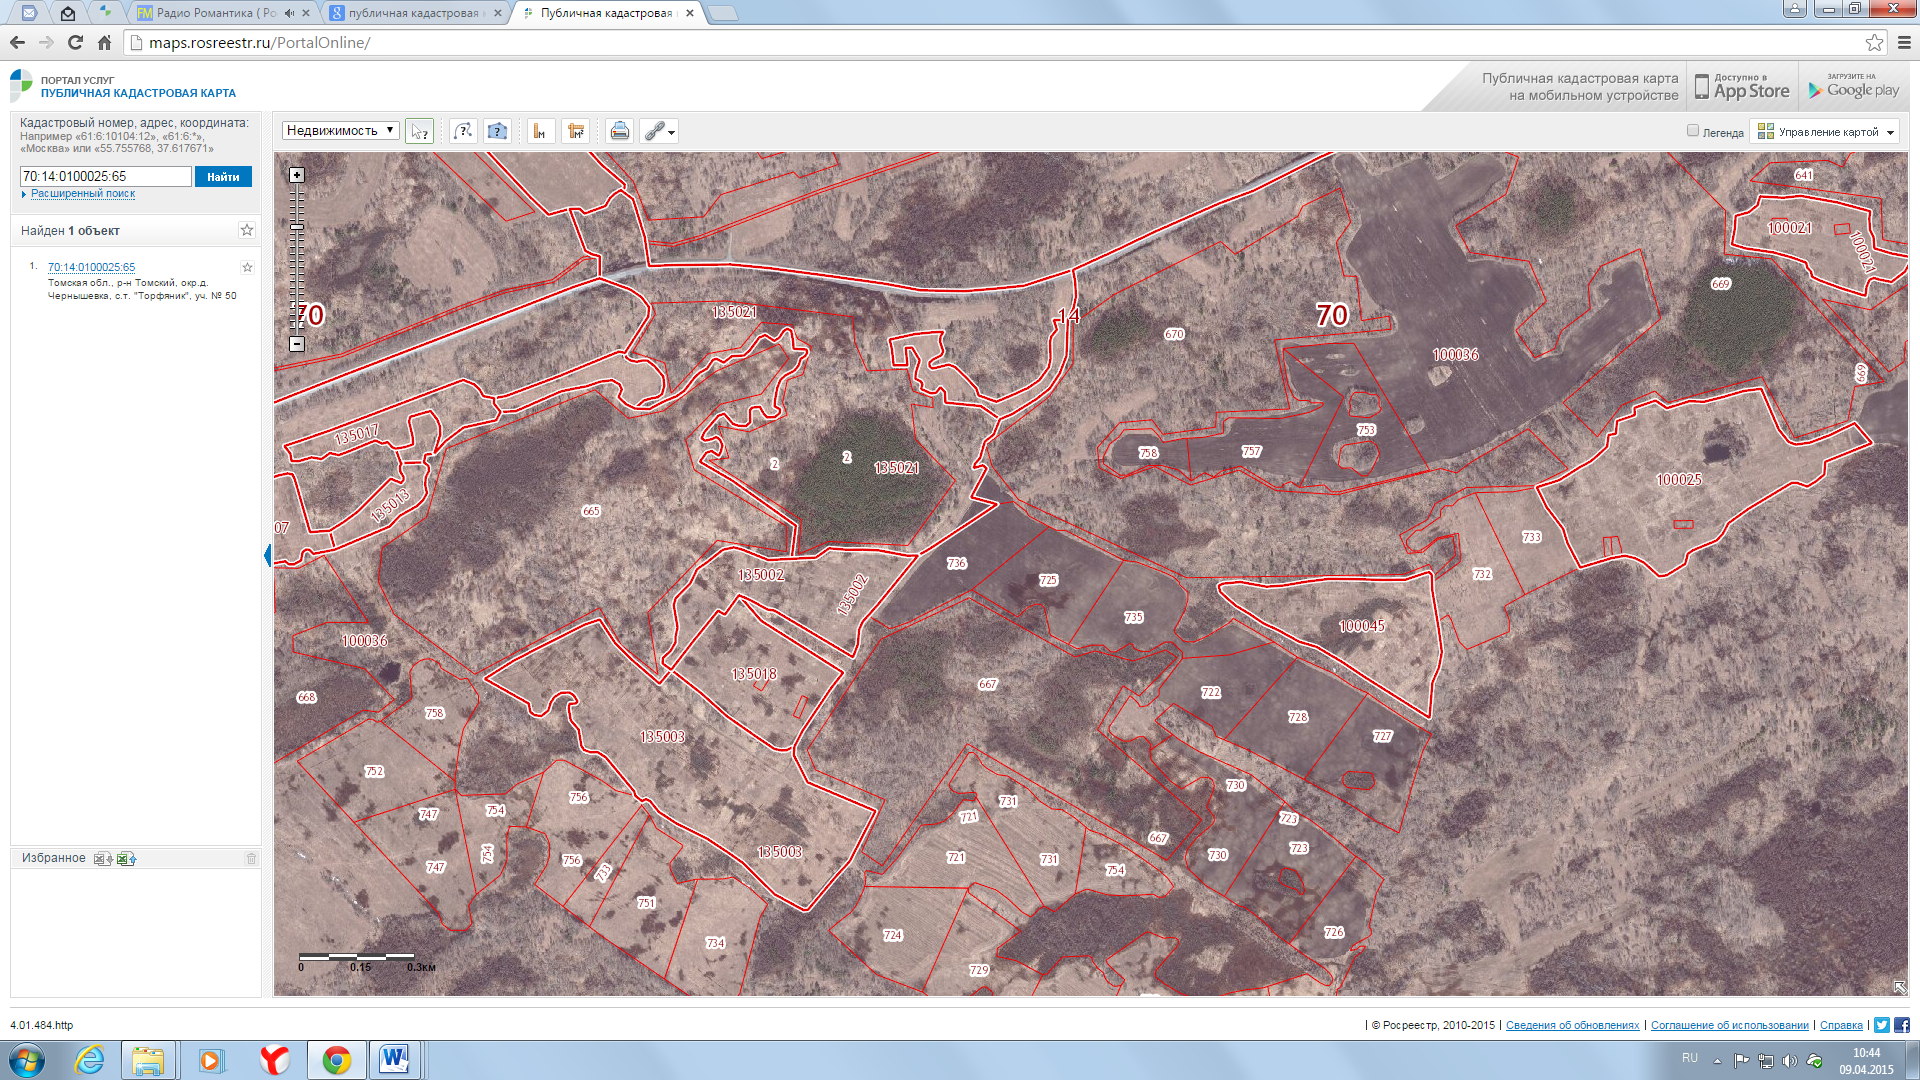 Радио Романтика ( Ро
публичная кадастровая
Публичная кадастровая
maps.rosreestr.ru/PortalOnline/
ПОРТАЛ УСЛУГ
ПУБЛИЧНАЯ КАДАСТРОВАЯ КАРТА
Публичная кадастровая карта
на мобильном устройстве
Доступно в
App Store
ЗАГРУЗИТЕ НА
Google play
Кадастровый номер, адрес, координата:
Например «61:6:10104:12», «61:6:*»,
«Москва» или «55.755768, 37.617671»
70:14:0100025:65
Найти
Расширенный поиск
Найден 1 объект
1. 70:14:0100025:65
Томская обл., р-н Томский, окр.д.
Чернышевка, с.т. "Торфяник", уч. № 50
Избранное
Недвижимость
Легенда
Управление картой
641
100021
100021
669
70
135021
14
670
70
100036
669
135017
2
2
135021
758
757
753
100025
135013
07
665
736
725
735
733
732
135002
135002
100045
100036
668
758
135018
667
722
728
727
135003
752
747
754
756
731
721
730
723
667
747
754
756
733
135003
721
731
754
730
723
751
734
724
729
726
0 0.15 0.3км
4.01.484.http
| © Росреестр, 2010-2015 | Сведения об обновлениях | Соглашение об использовании | Справка |
RU
10:44
09.04.2015